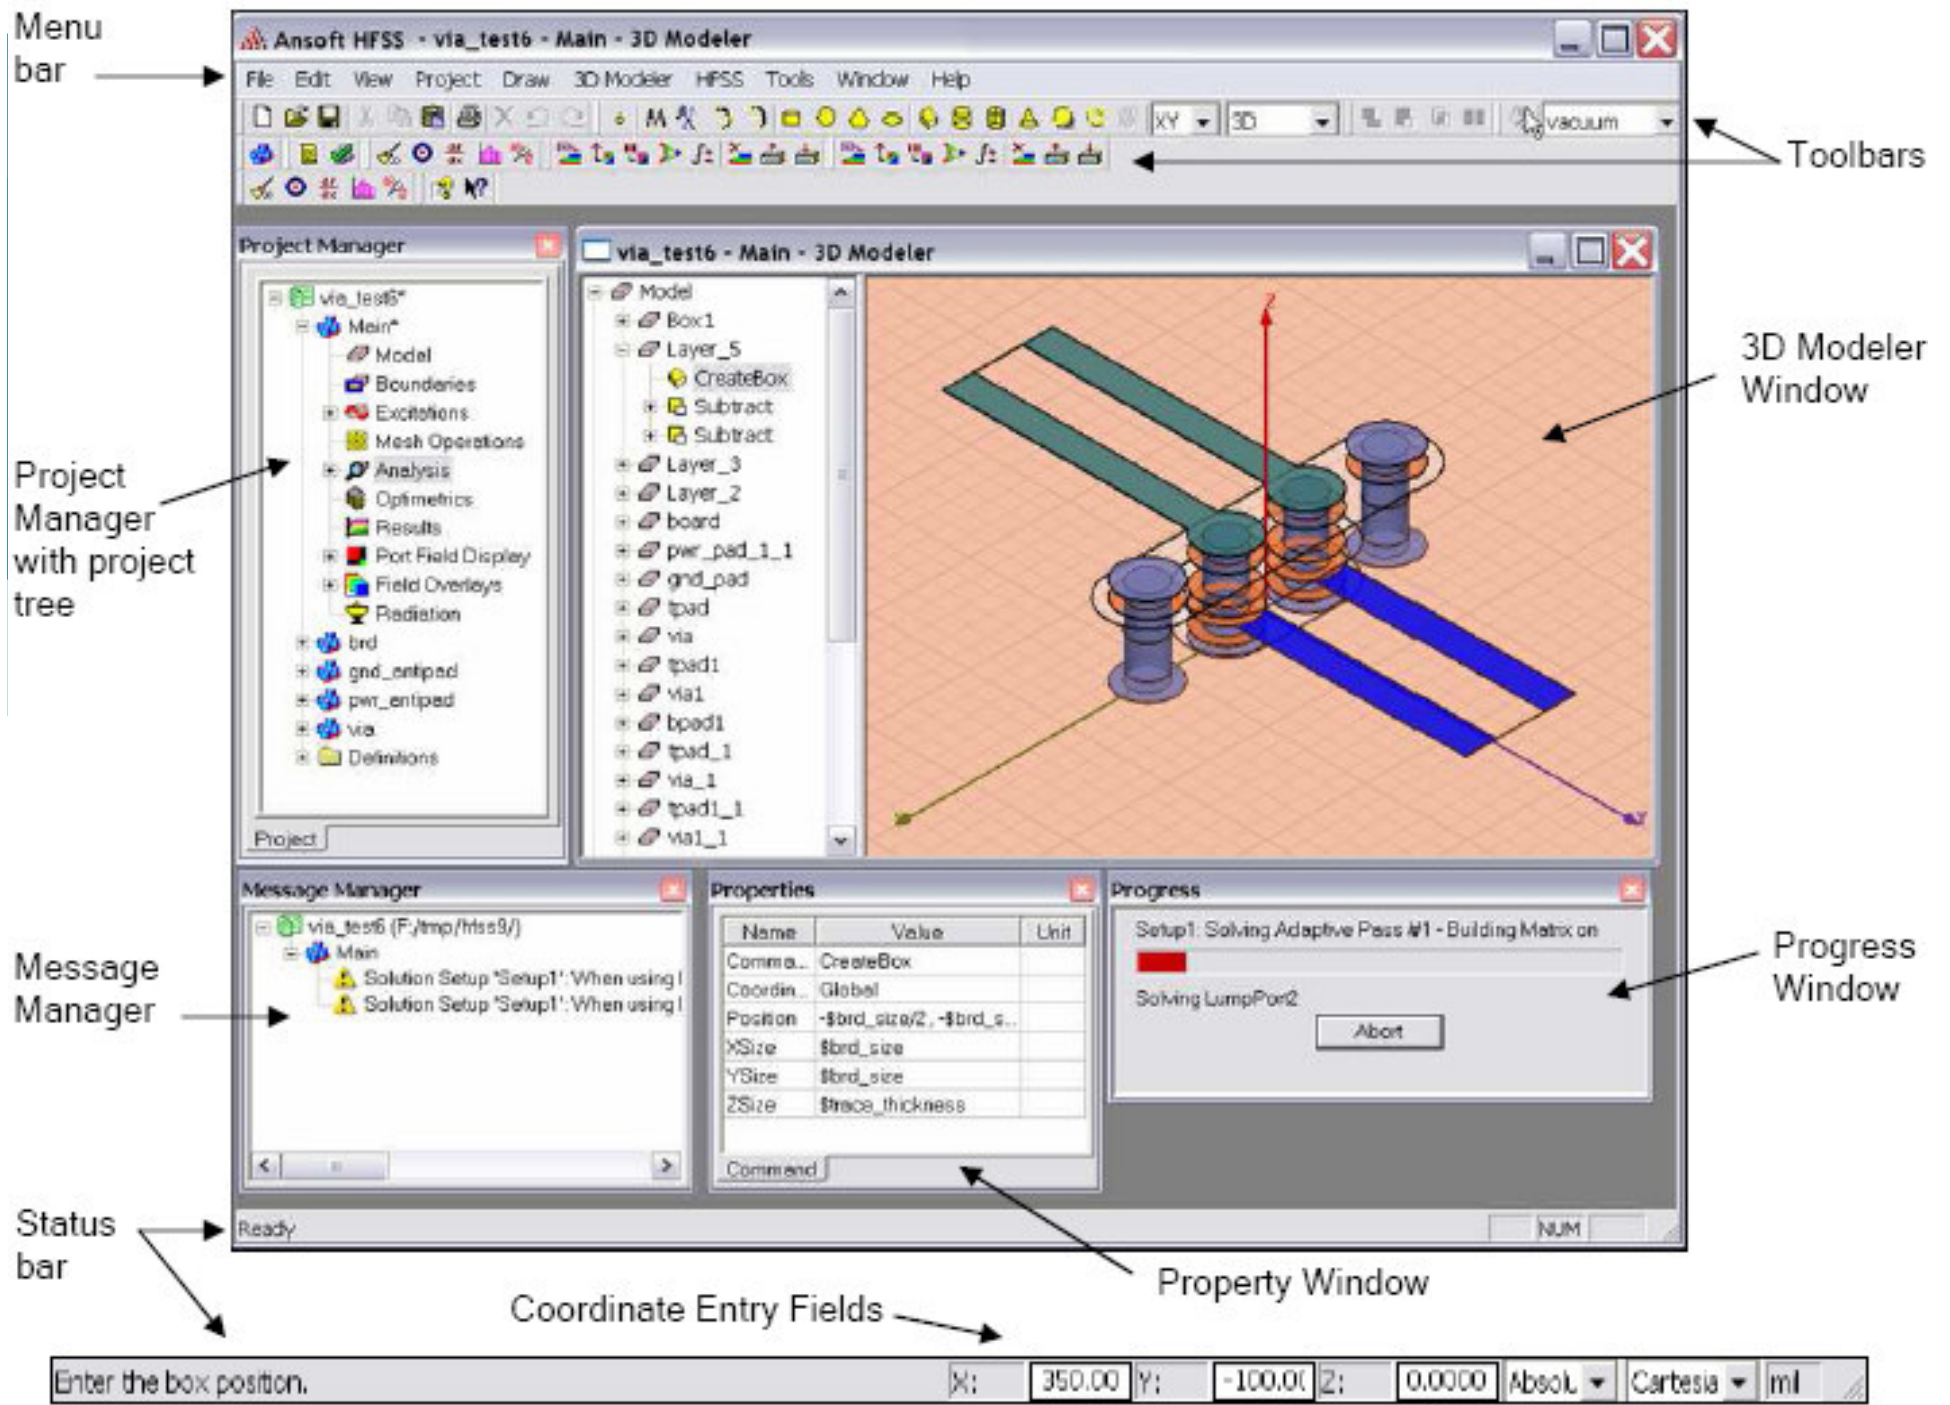 Menu
bar
Ansoft HFSS - via_test6 - Main - 3D Modeler
File Edit View Project Draw 3D Modeler HFSS Tools Window Help
XY 3D vacuum
Toolbars
Project Manager
via_test6*
Main*
Model
Boundaries
Excitations
Mesh Operations
Analysis
Optimetrics
Results
Port Field Display
Field Overlays
Radiation
brd
gnd_antipad
pwr_antipad
via
Definitions
Project
Project
Manager
with project
tree
via_test6 - Main - 3D Modeler
Model
Box1
Layer_5
CreateBox
Subtract
Subtract
Layer_3
Layer_2
board
pwr_pad_1_1
gnd_pad
tpad
via
tpad1
via1
bpad1
tpad_1
via_1
tpad1_1
via1_1
Z
Y
3D Modeler
Window
Message Manager
via_test6 (F:/tmp/hfss9/)
Main
Solution Setup 'Setup1': When using l
Solution Setup 'Setup1': When using l
Message
Manager
Properties
Name Value Unit
Comma... CreateBox
Coordin... Global
Position -$brd_size/2, -$brd_s...
XSize $brd_size
YSize $brd_size
ZSize $trace_thickness
Command
Progress
Setup1: Solving Adaptive Pass #1 - Building Matrix on
Solving LumpPort2
Abort
Progress
Window
Status
bar
Ready NUM
Property Window
Coordinate Entry Fields
Enter the box position. X: 350.00 Y: -100.0( Z: 0.0000 Absolu Cartesia mil